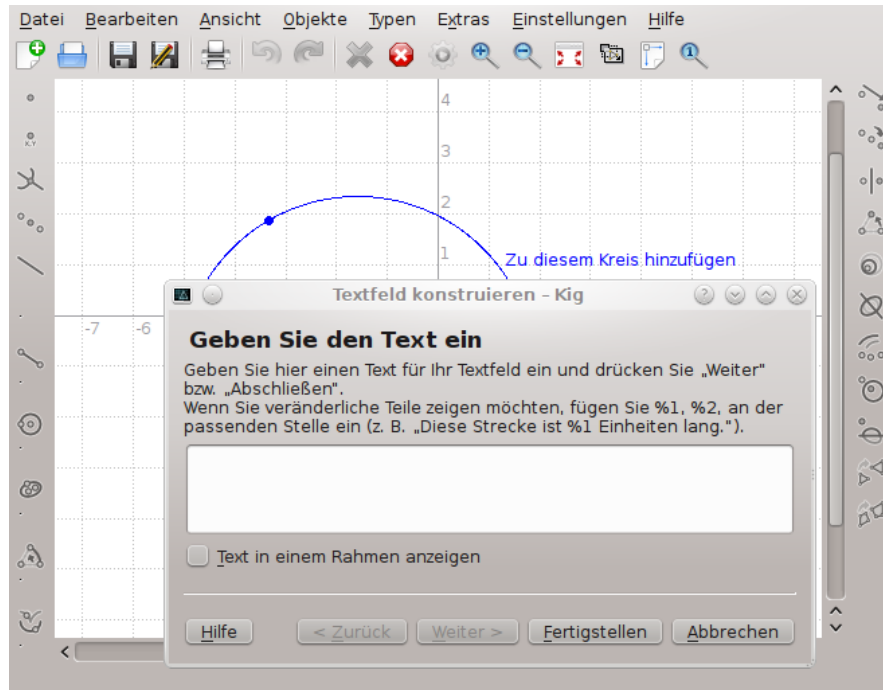 Datei Bearbeiten Ansicht Objekte Typen Extras Einstellungen Hilfe
4
3
2
1
Zu diesem Kreis hinzufügen
-7 -6
Textfeld konstruieren – Kig
Geben Sie den Text ein
Geben Sie hier einen Text für Ihr Textfeld ein und drücken Sie „Weiter"
bzw. „Abschließen".
Wenn Sie veränderliche Teile zeigen möchten, fügen Sie %1, %2, an der
passenden Stelle ein (z. B. „Diese Strecke ist %1 Einheiten lang.").
Text in einem Rahmen anzeigen
Hilfe < Zurück Weiter > Fertigstellen Abbrechen